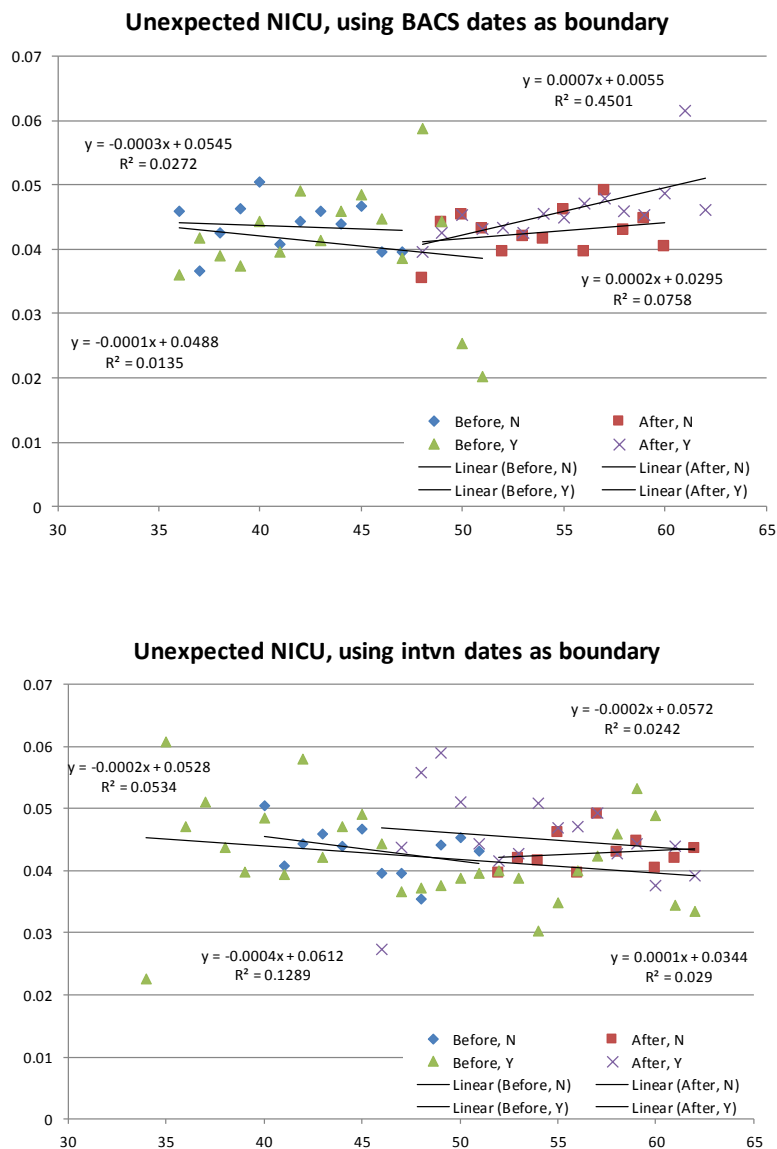 Unexpected NICU, using BACS dates as boundary
0.07
y = 0.0007x + 0.0055
R² = 0.4501
0.06
y = -0.0003x + 0.0545
R² = 0.0272
0.05
0.04
y = 0.0002x + 0.0295
R² = 0.0758
0.03
y = -0.0001x + 0.0488
R² = 0.0135
0.02
Before, N After, N
0.01
Before, Y After, Y
Linear (Before, N) Linear (After, N)
Linear (Before, Y) Linear (After, Y)
0
30 35 40 45 50 55 60 65
Unexpected NICU, using intvn dates as boundary
0.07
y = -0.0002x + 0.0572
R² = 0.0242
0.06
y = -0.0002x + 0.0528
R² = 0.0534
0.05
0.04
0.03
y = -0.0004x + 0.0612
R² = 0.1289
y = 0.0001x + 0.0344
R² = 0.029
0.02
Before, N After, N
Before, Y After, Y
0.01
Linear (Before, N) Linear (After, N)
Linear (Before, Y) Linear (After, Y)
0
30 35 40 45 50 55 60 65